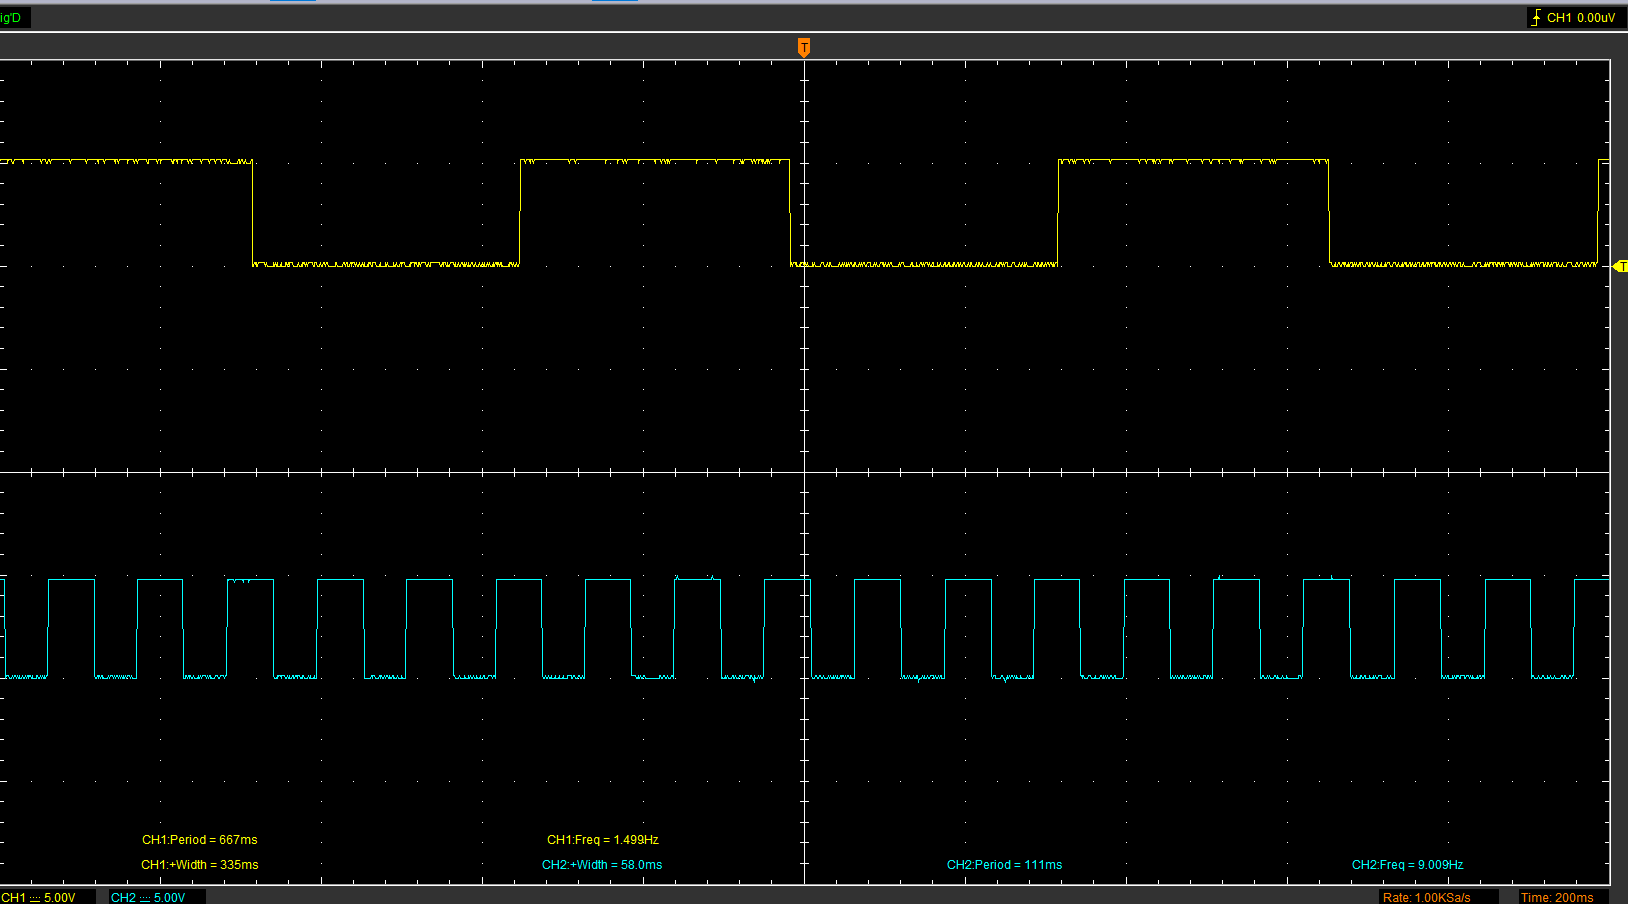 ig'D
CH1 0.00uV
T
T
CH1:Period = 667ms
CH1:Freq = 1.499Hz
CH1:+Width = 335ms
CH2:+Width = 58.0ms
CH2:Period = 111ms
CH2:Freq = 9.009Hz
CH1 5.00V
CH2 5.00V
Rate: 1.00KSa/s
Time: 200ms